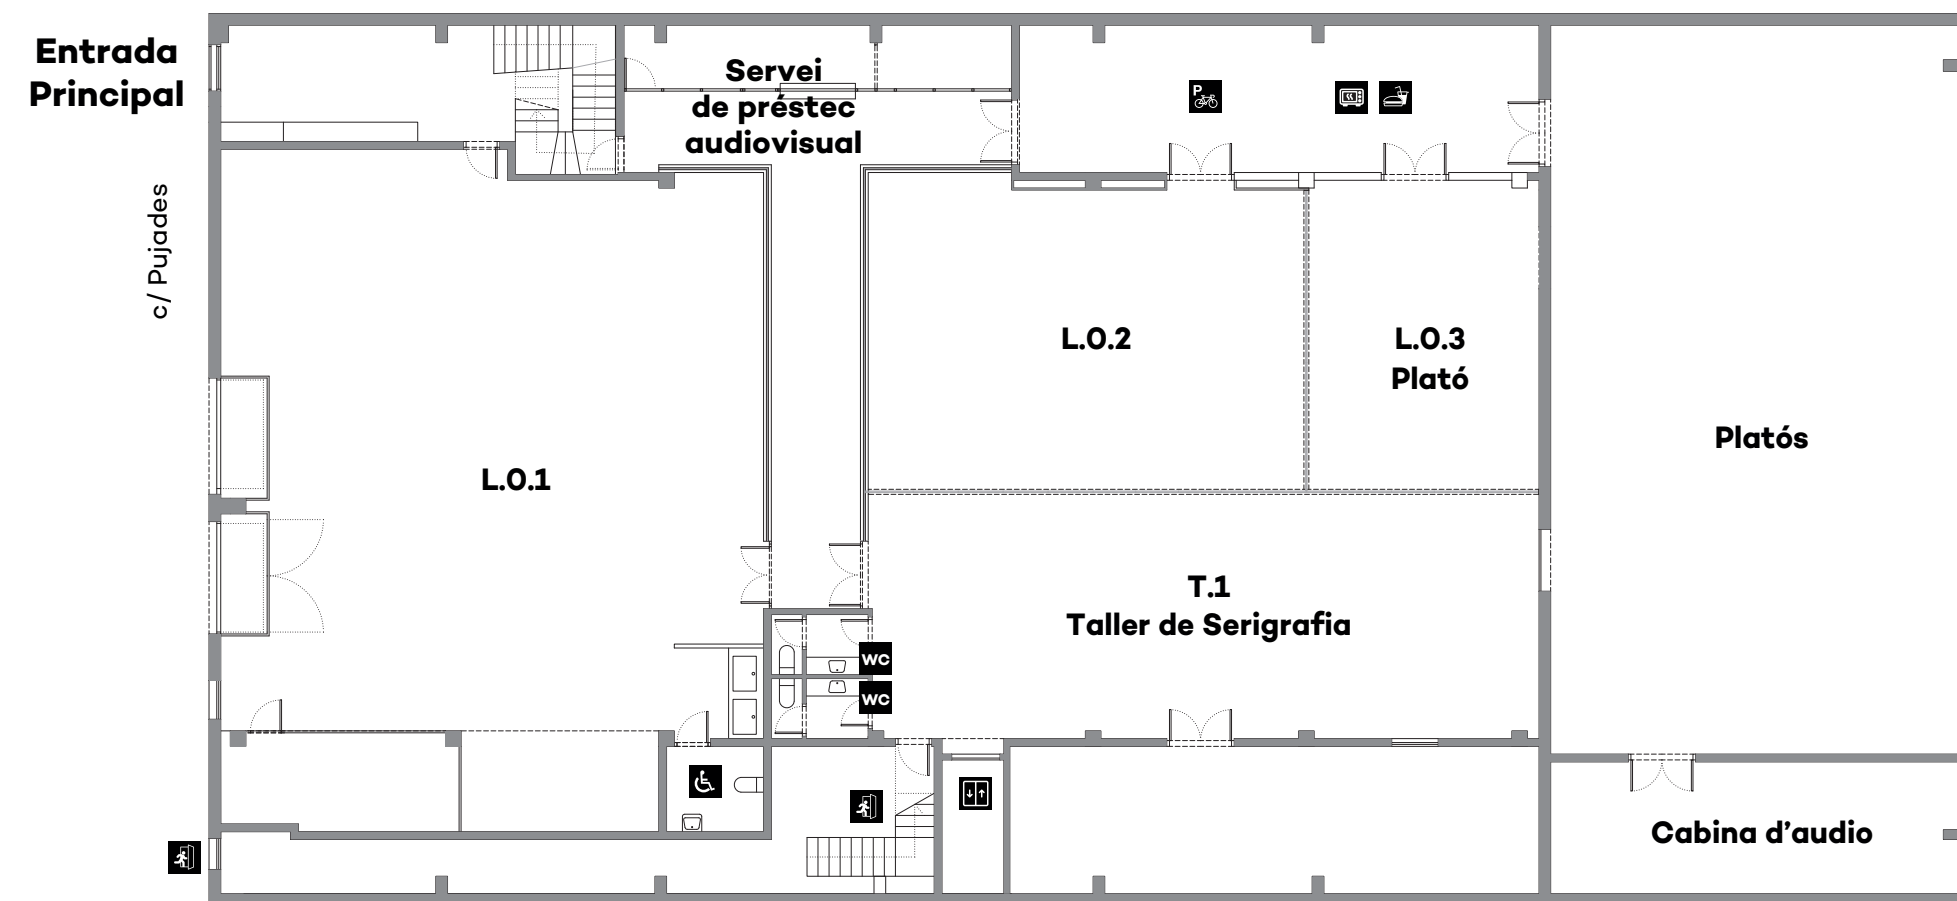 Entrada
Principal
c/ Pujades
Servei
de préstec
audiovisual
P
L.0.1
L.0.2
L.0.3
Plató
Platós
T.1
Taller de Serigrafia
WC
WC
Cabina d’audio